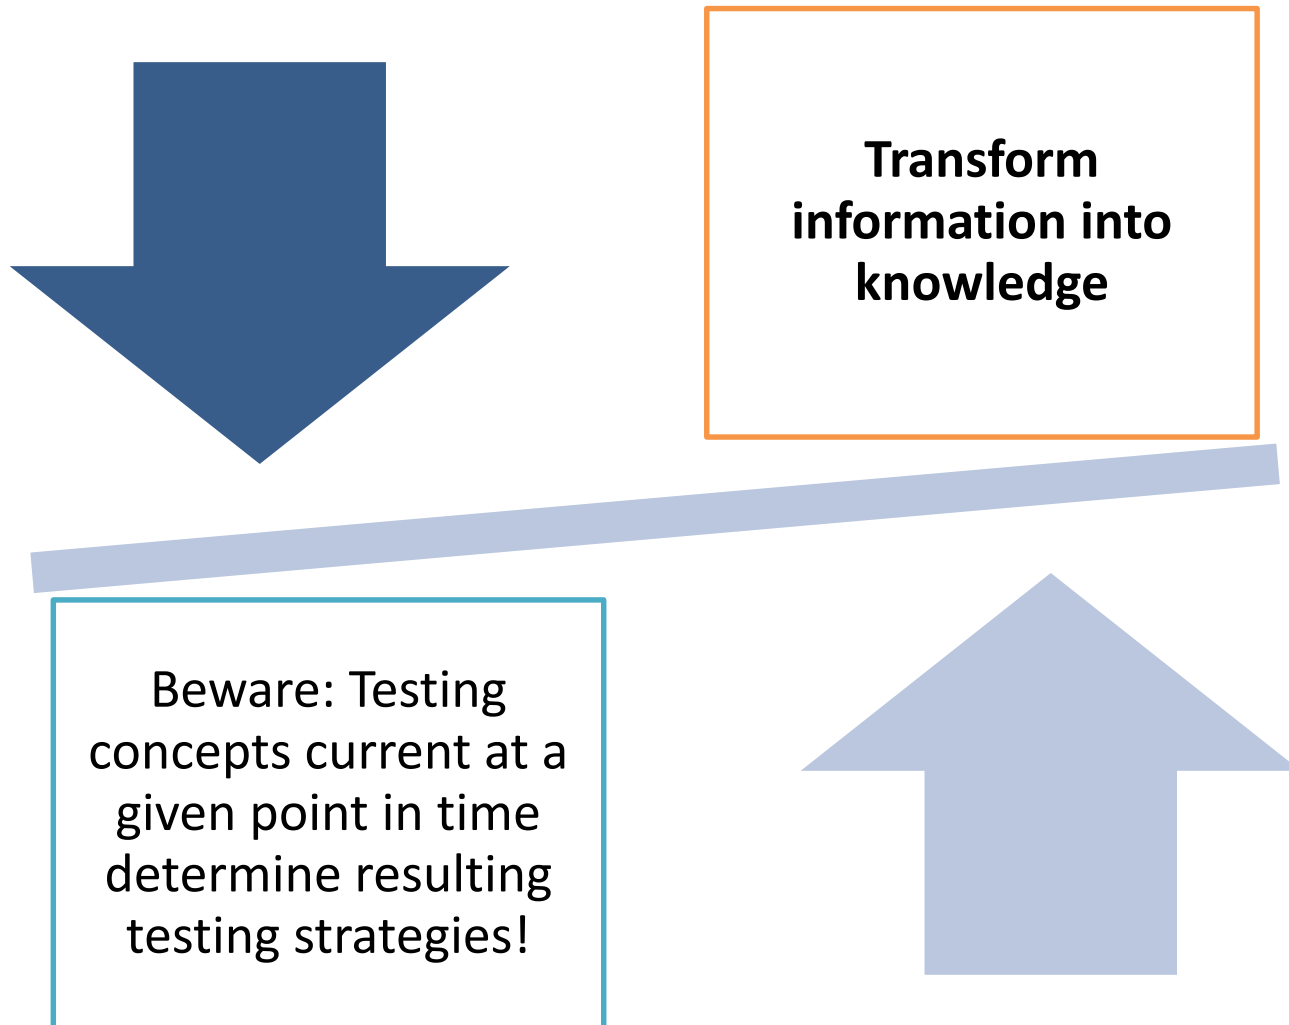 Transform
information into
knowledge
Beware: Testing
concepts current at a
given point in time
determine resulting
testing strategies!